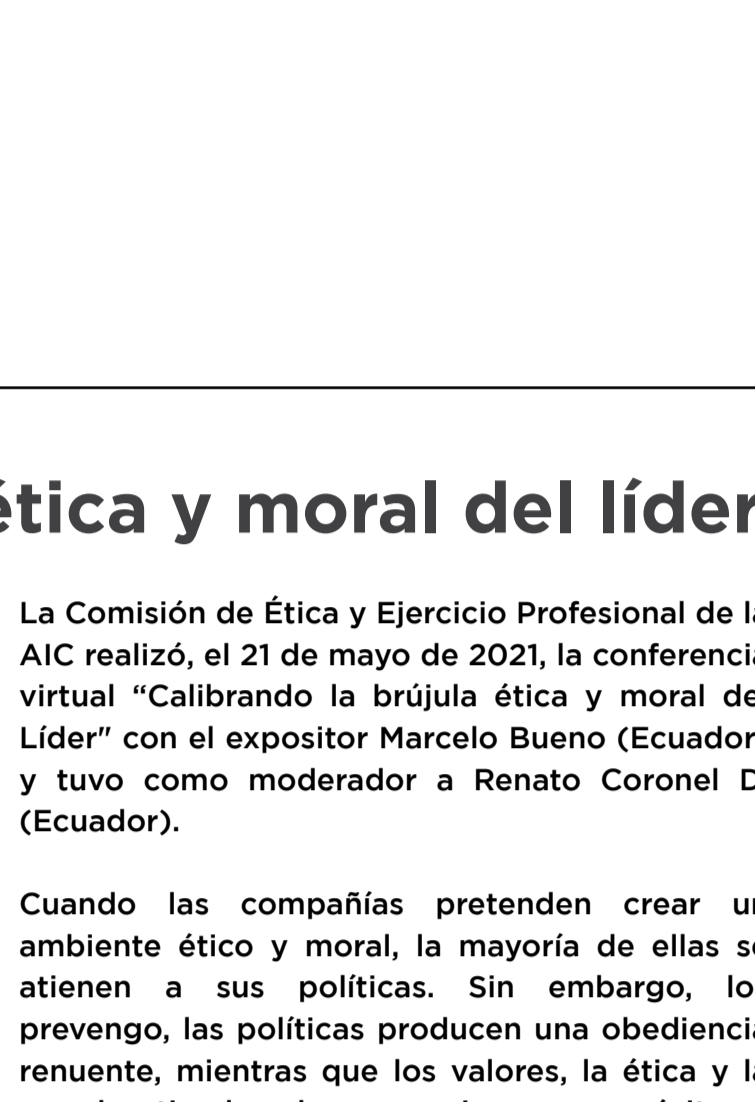 ética y moral del líder
La Comisión de Ética y Ejercicio Profesional de la
AIC realizó, el 21 de mayo de 2021, la conferencia
virtual “Calibrando la brújula ética y moral de
Líder" con el expositor Marcelo Bueno (Ecuador
y tuvo como moderador a Renato Coronel D
(Ecuador).
Cuando las compañías pretenden crear un
ambiente ético y moral, la mayoría de ellas se
atienen a sus políticas. Sin embargo, lo
prevengo, las políticas producen una obediencia
renuente, mientras que los valores, la ética y la